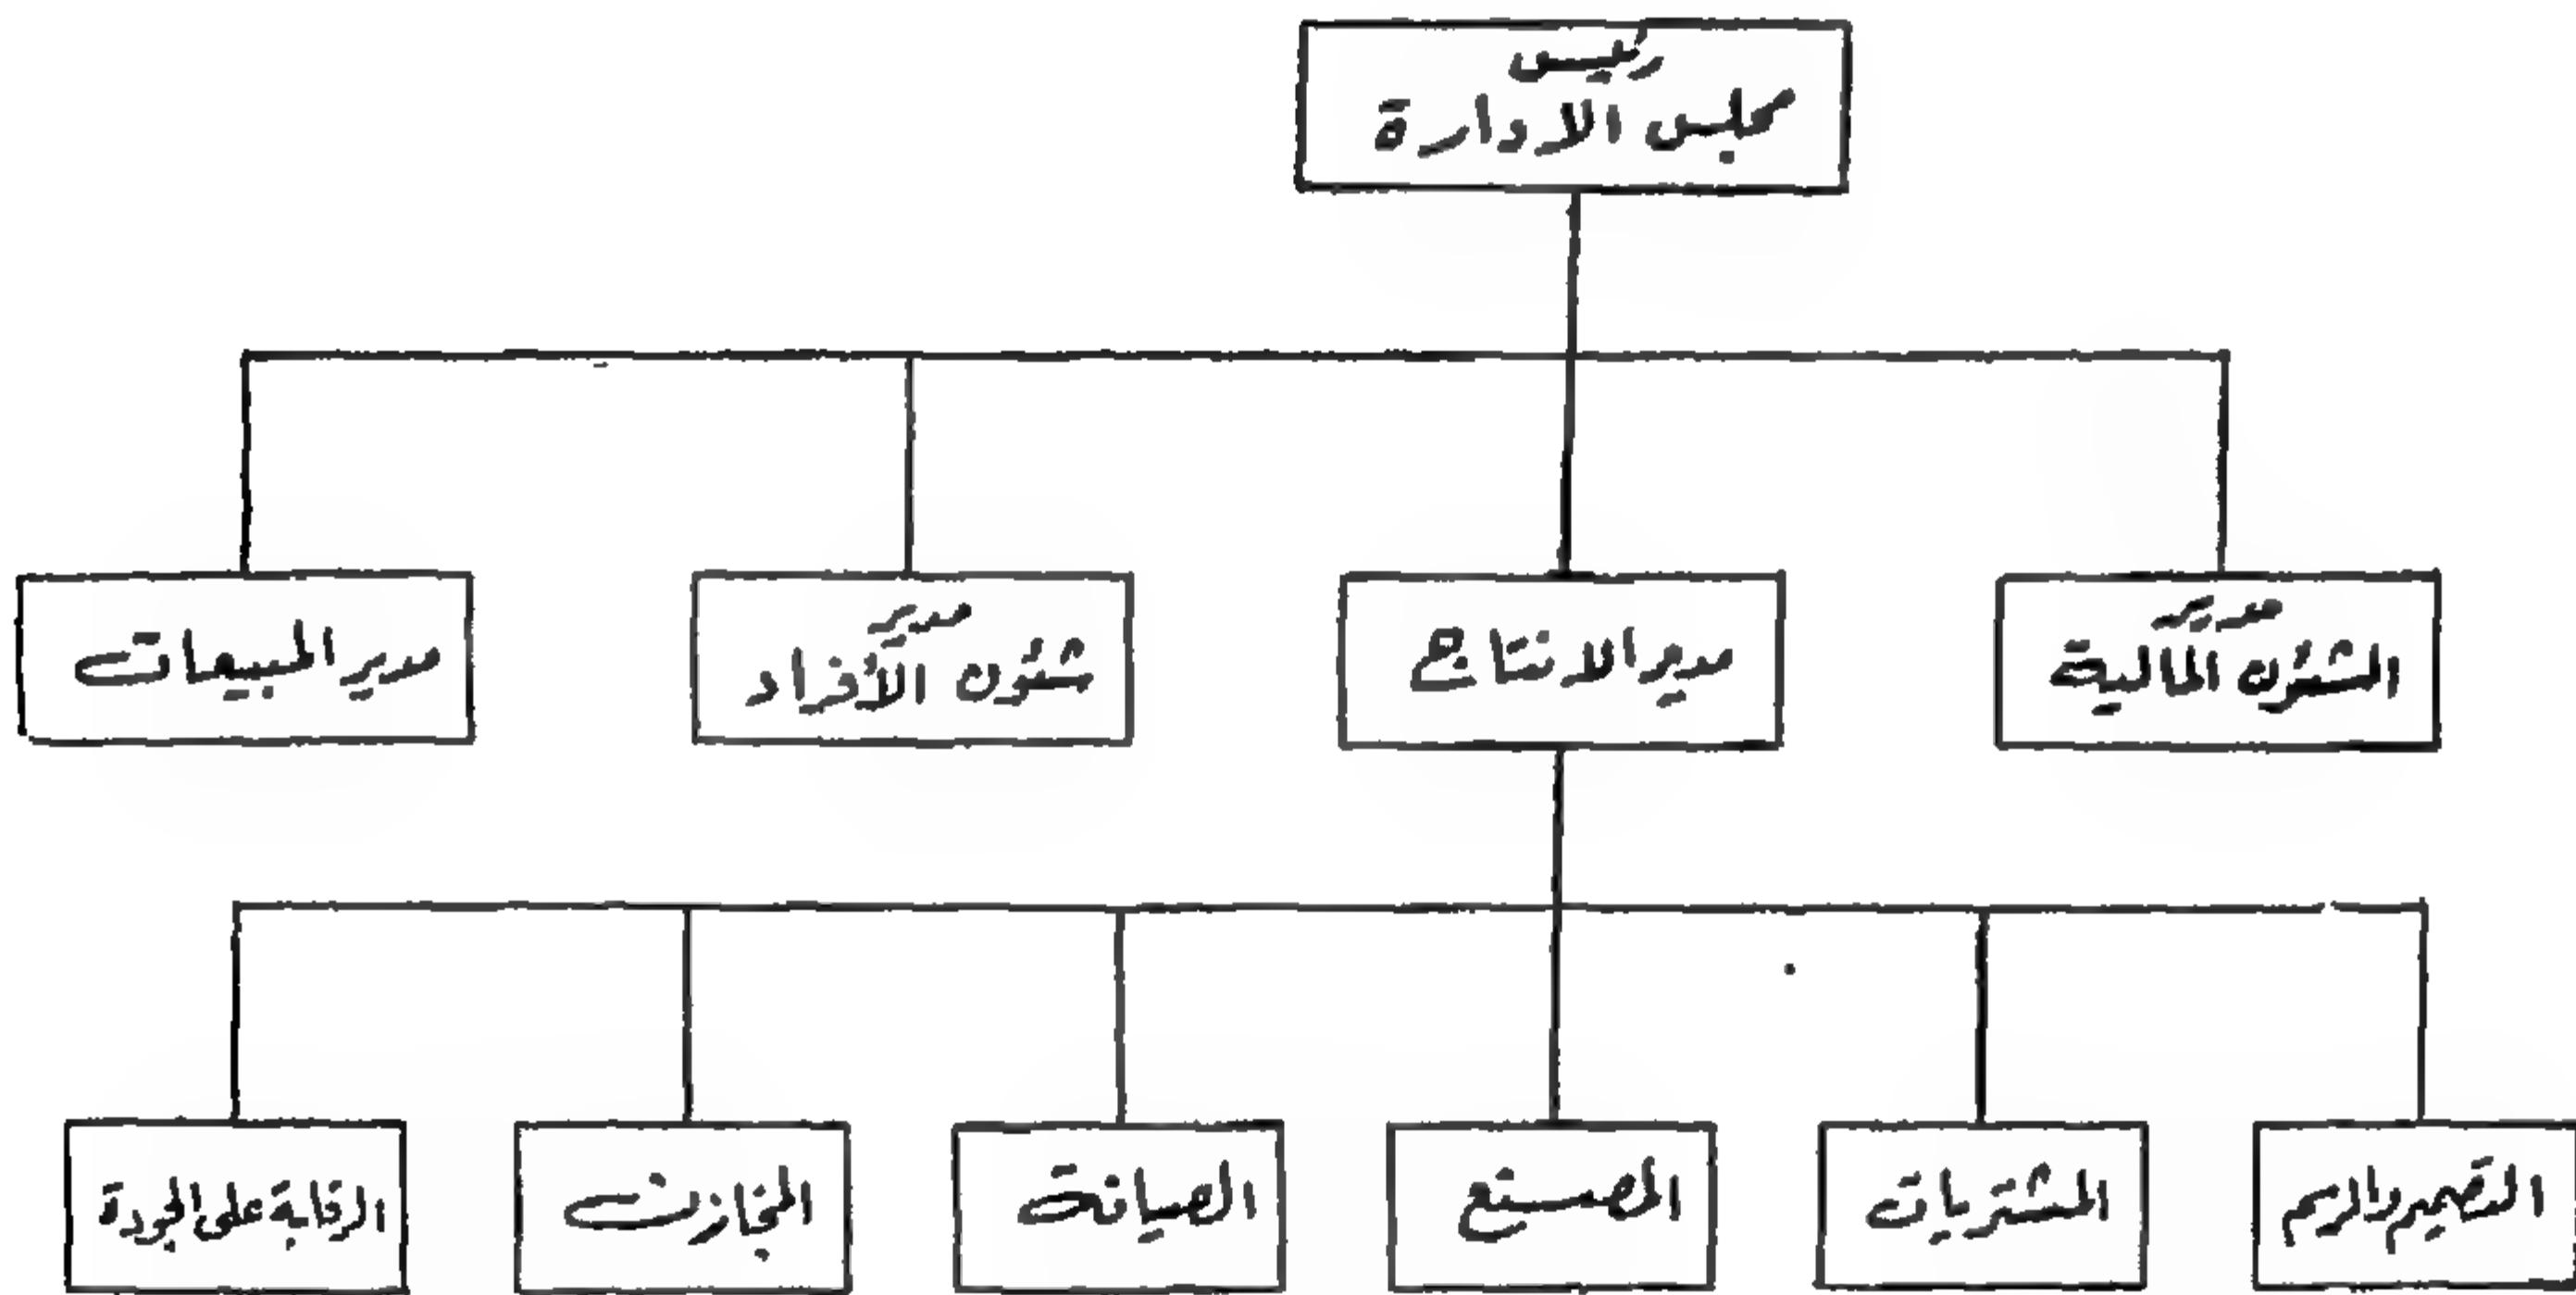 رئيس
مجلس الادارة
مدير
الشئون المالية
مدير الانتاج
مدير
شئون الأفراد
مدير المبيعات
التصميم والرسم
المشتريات
المصنع
الصيانة
المخازن
الرقابة على الجودة